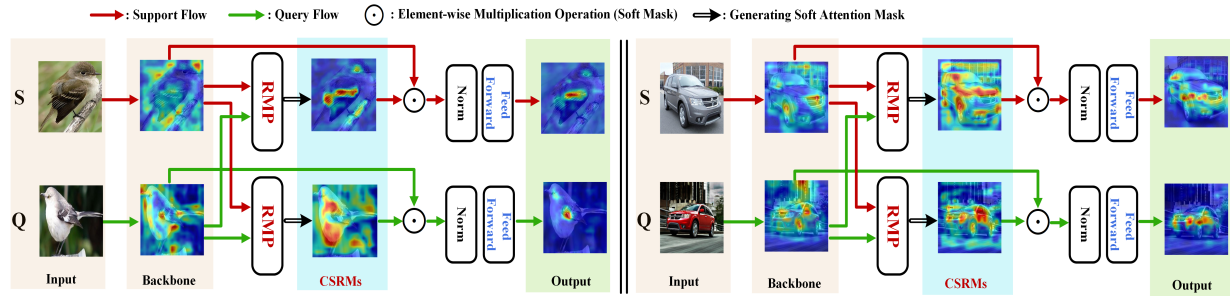 : Support Flow : Query Flow : Element-wise Multiplication Operation (Soft Mask) : Generating Soft Attention Mask
S
RMP
Norm
Feed Forward
Q
RMP
Norm
Feed Forward
Input Backbone CSRMs Output
S
RMP
Norm
Feed Forward
Q
RMP
Norm
Feed Forward
Input Backbone CSRMs Output